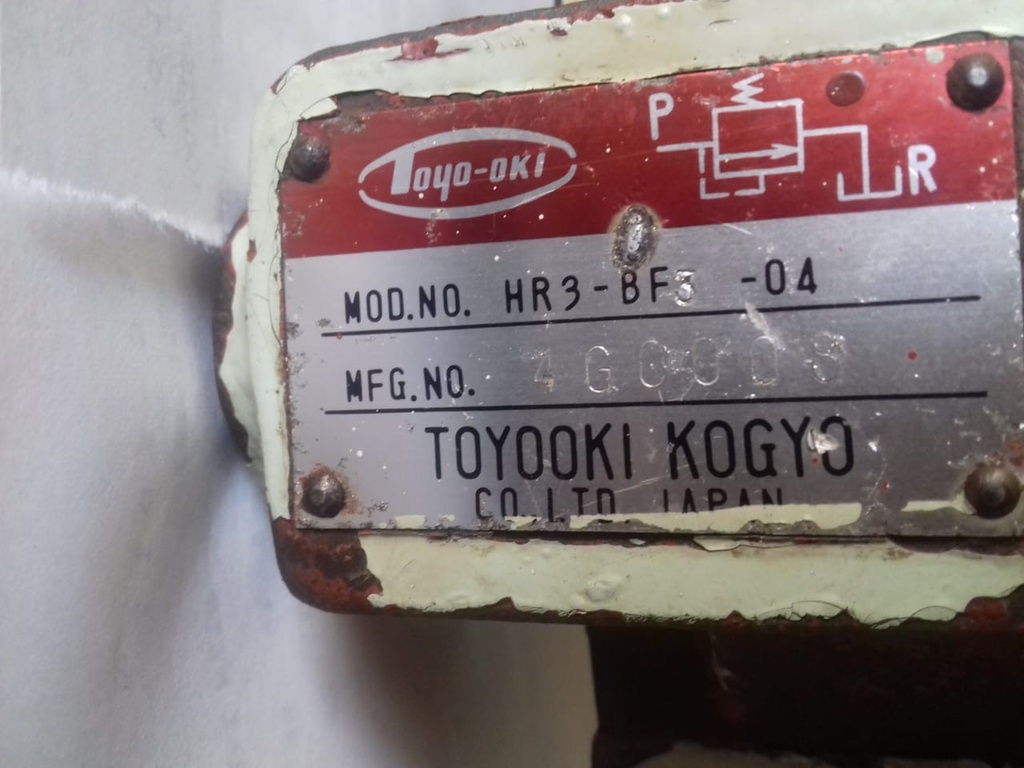 TOYO-OKI
P
R
MOD.NO. HR3-BF3 -04
MFG.NO.
TOYOOKI KOGYO
CO.,LTD. JAPAN